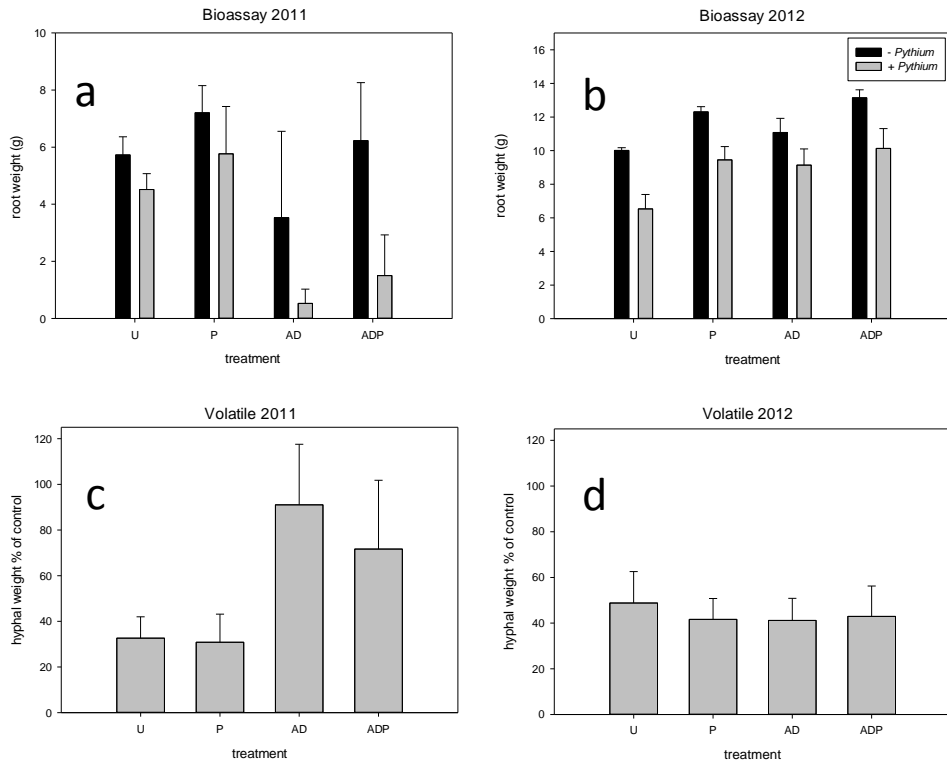 Bioassay 2011
10
8
6
4
2
0
root weight (g)
a
U P AD ADP
treatment
Bioassay 2012
16
14
12
10
8
6
4
2
0
root weight (g)
b
- Pythium
+ Pythium
U P AD ADP
treatment
Volatile 2011
120
100
80
60
40
20
0
hyphal weight % of control
c
U P AD ADP
treatment
Volatile 2012
120
100
80
60
40
20
0
hyphal weight % of control
d
U P AD ADP
treatment